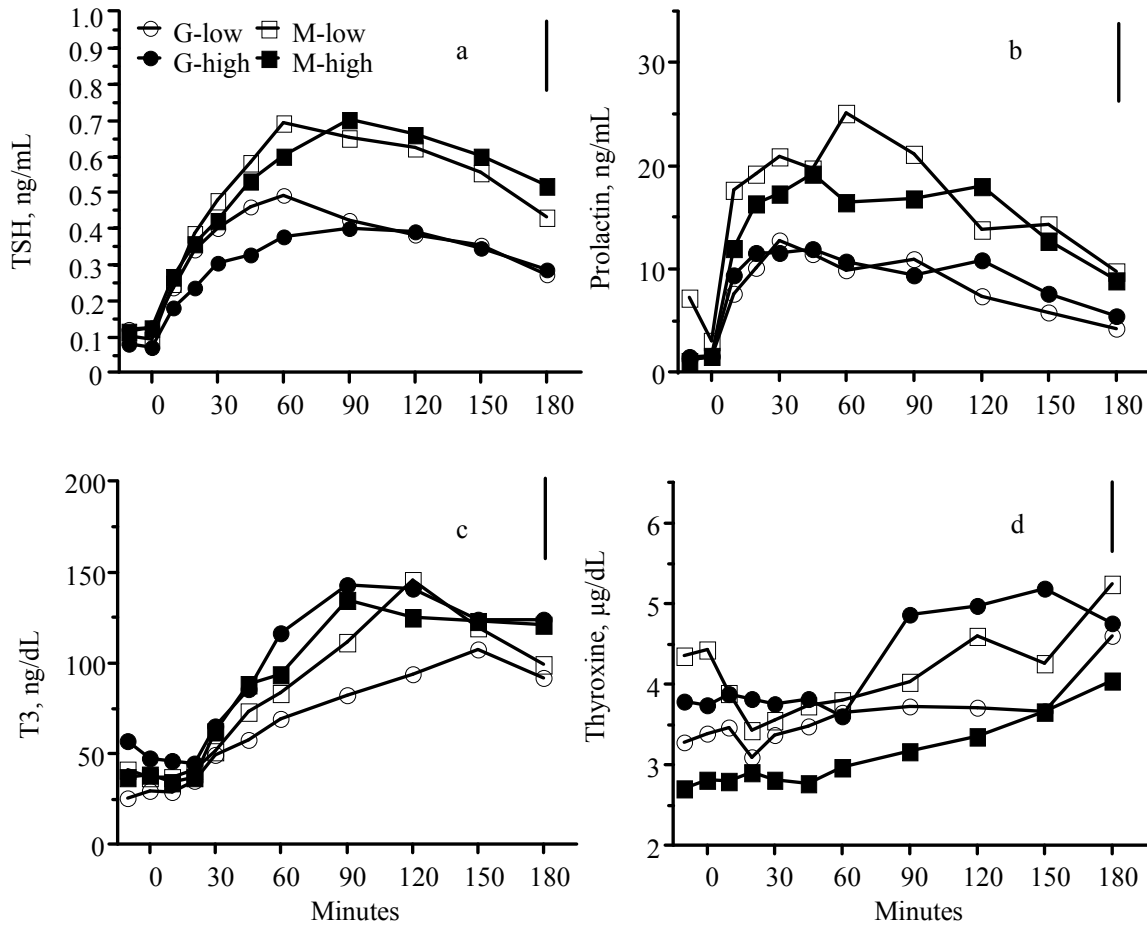 G-low M-low
G-high M-high
a
TSH, ng/mL
1.0
0.9
0.8
0.7
0.6
0.5
0.4
0.3
0.2
0.1
0
0 30 60 90 120 150 180
b
Prolactin, ng/mL
30
20
10
0
0 30 60 90 120 150 180
c
T3, ng/dL
200
150
100
50
0
0 30 60 90 120 150 180
Minutes
d
Thyroxine, µg/dL
6
5
4
3
2
0 30 60 90 120 150 180
Minutes